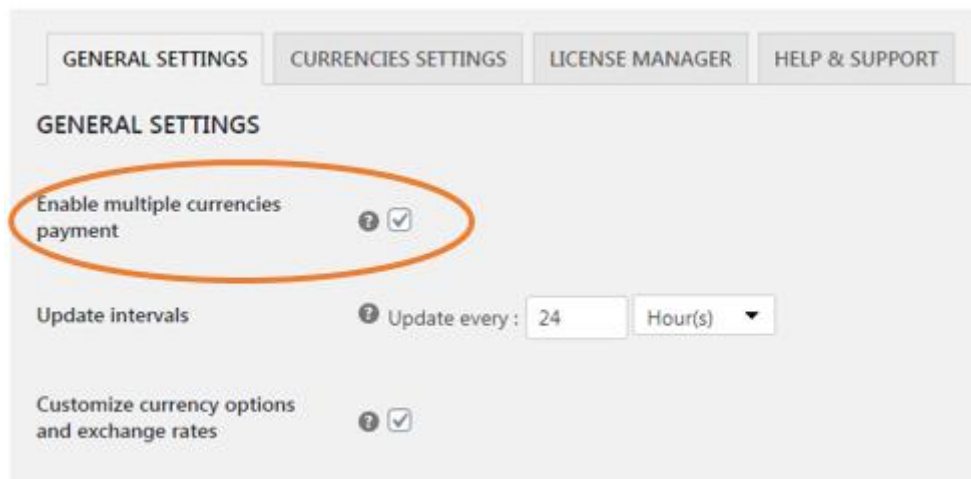 GENERAL SETTINGS CURRENCIES SETTINGS LICENSE MANAGER HELP & SUPPORT
GENERAL SETTINGS
Enable multiple currencies
payment
Update intervals Update every : 24 Hour(s)
Customize currency options
and exchange rates